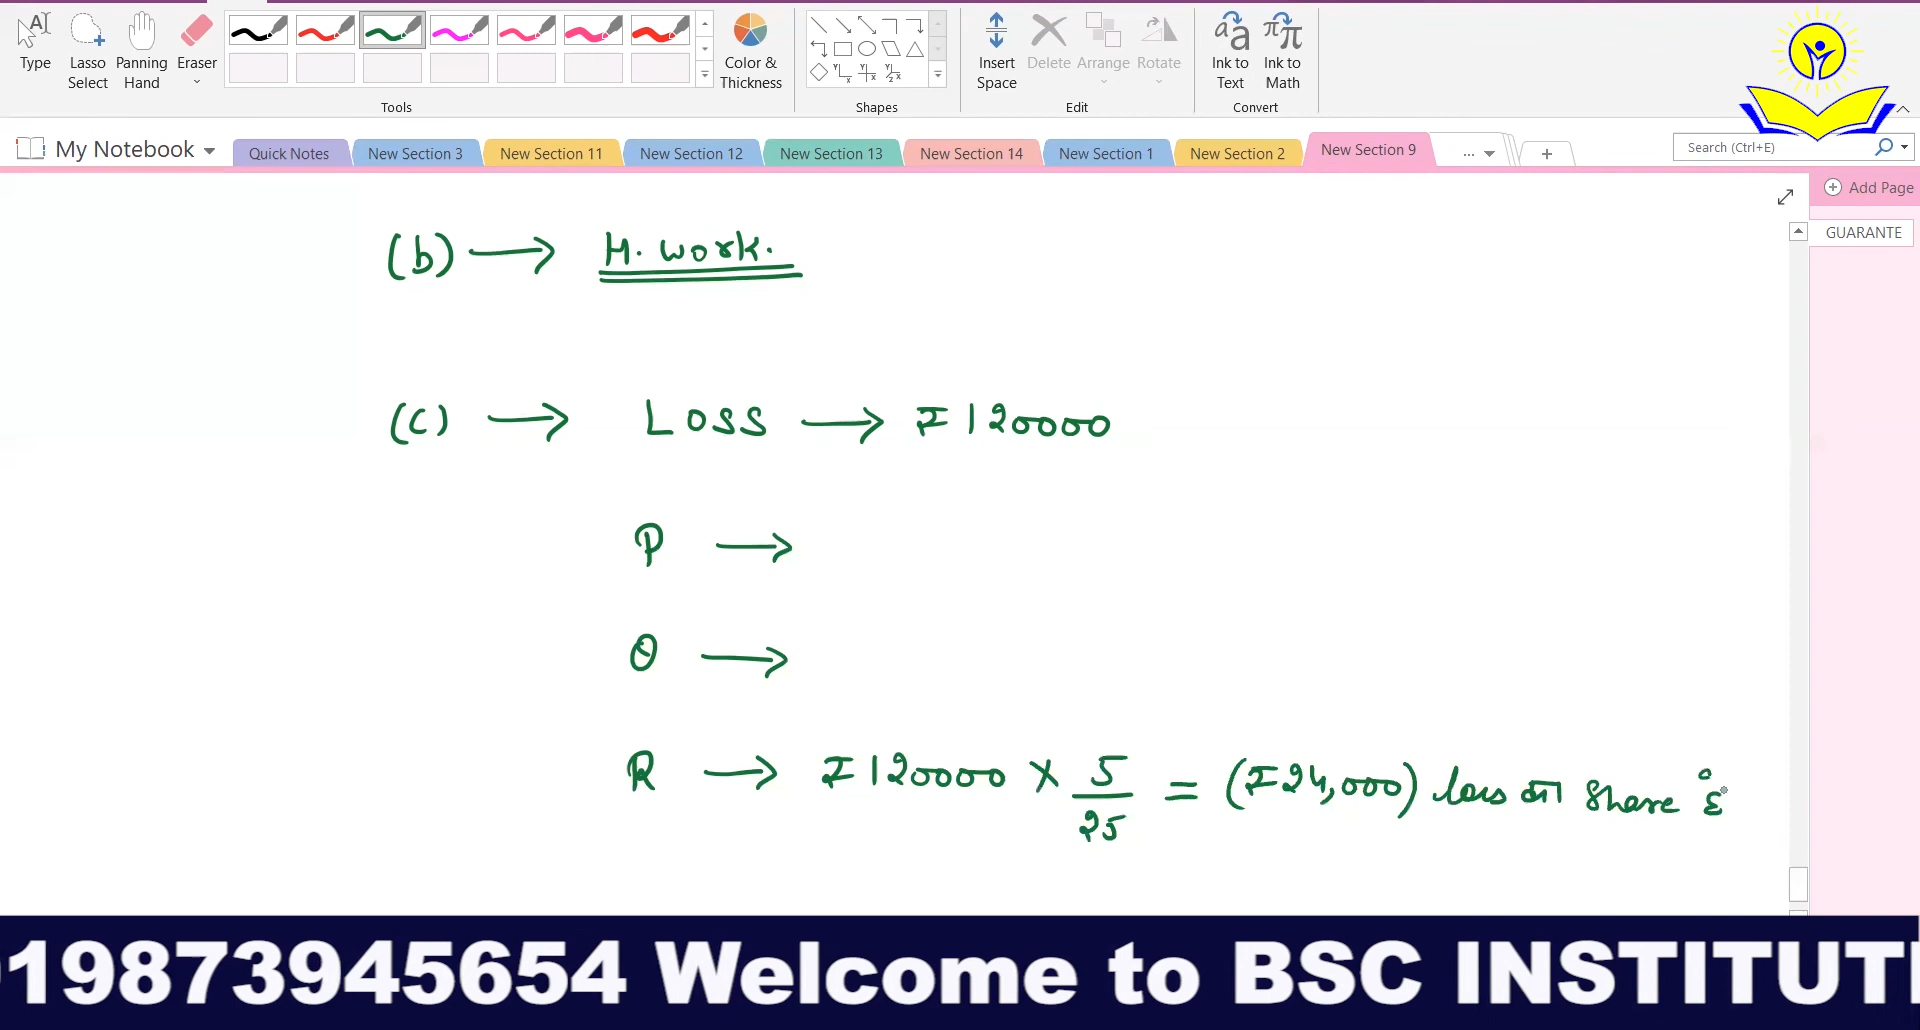 Type
Lasso Select
Panning Hand
Eraser
Color & Thickness
Insert Space
Delete
Arrange
Rotate
Ink to Text
Ink to Math
Tools
Shapes
Edit
Convert
My Notebook
Quick Notes
New Section 3
New Section 11
New Section 12
New Section 13
New Section 14
New Section 1
New Section 2
New Section 9
...
Search (Ctrl+E)
Add Page
GUARANTE
(b) → H. work.
(c) → LOSS → ₹120000
P →
Q →
R → ₹120000 × 5/25 = (₹24,000) loss का share
19873945654 Welcome to BSC INSTITUT